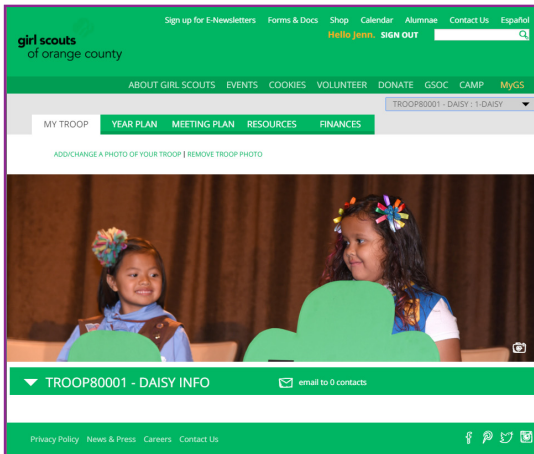 Sign up for E-Newsletters Forms & Docs Shop Calendar Alumnae Contact Us Español
Hello Jenn. SIGN OUT
girl scouts
of orange county
ABOUT GIRL SCOUTS EVENTS COOKIES VOLUNTEER DONATE GSOC CAMP MyGS
TROOP80001 - DAISY : 1-DAISY
MY TROOP YEAR PLAN MEETING PLAN RESOURCES FINANCES
ADD/CHANGE A PHOTO OF YOUR TROOP | REMOVE TROOP PHOTO
TROOP80001 - DAISY INFO email to 0 contacts
Privacy Policy News & Press Careers Contact Us